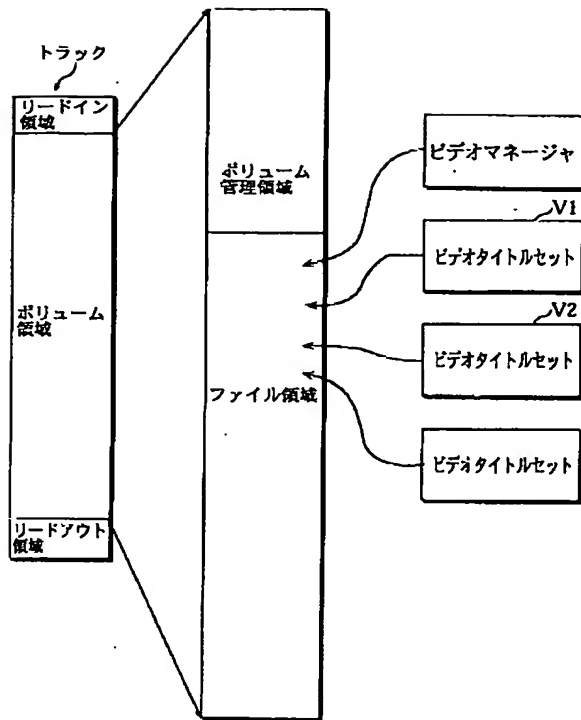 トラック
リードイン
領域
ボリューム
領域
リードアウト
領域
ボリューム
管理領域
ファイル領域
ビデオマネージャ
V1
ビデオタイトルセット
V2
ビデオタイトルセット
ビデオタイトルセット